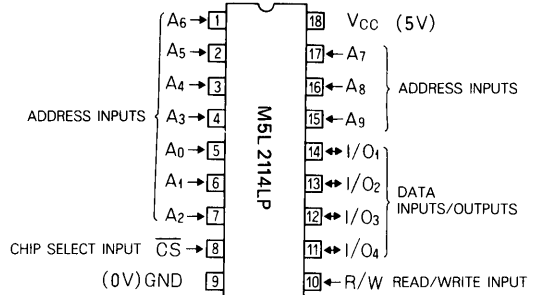 A6 1 18 VCC (5V)
A5 2 17 A7
A4 3 16 A8 ADDRESS INPUTS
ADDRESS INPUTS A3 4 15 A9
A0 5 14 I/O1
A1 6 13 I/O2 DATA
A2 7 12 I/O3 INPUTS/OUTPUTS
CHIP SELECT INPUT C̅S̅ 8 11 I/O4
(0V) GND 9 10 R/W READ/WRITE INPUT
M5L2114LP